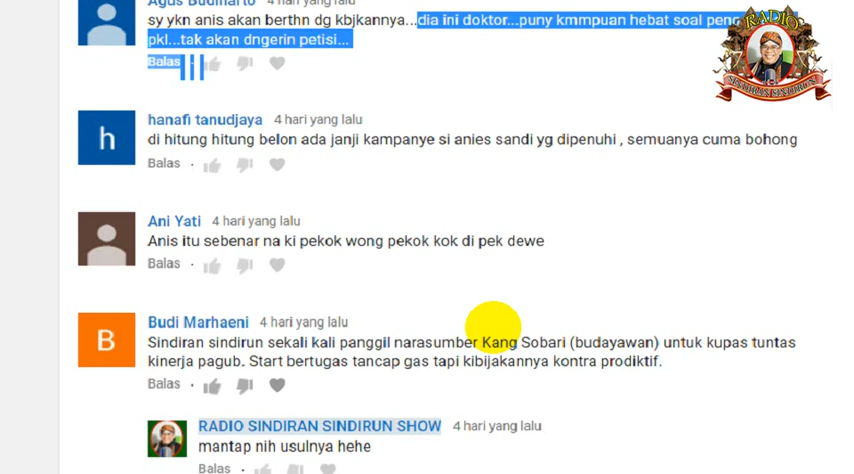 Agus Budiharto 4 hari yang lalu
sy ykn anis akan berthn dg kbjkannya...dia ini doktor...puny kmmpuan hebat soal
pkl...tak akan dngerin petisi...
Balas
RADIO
SINDIRAN SINDIRUN
hanafi tanudjaya 4 hari yang lalu
di hitung hitung belon ada janji kampanye si anies sandi yg dipenuhi , semuanya cuma bohong
Balas
Ani Yati 4 hari yang lalu
Anis itu sebenar na ki pekok wong pekok kok di pek dewe
Balas
B
Budi Marhaeni 4 hari yang lalu
Sindiran sindirun sekali kali panggil narasumber Kang Sobari (budayawan) untuk kupas tuntas
kinerja pagub. Start bertugas tancap gas tapi kibijakannya kontra prodiktif.
Balas
RADIO SINDIRAN SINDIRUN SHOW 4 hari yang lalu
mantap nih usulnya hehe
Balas